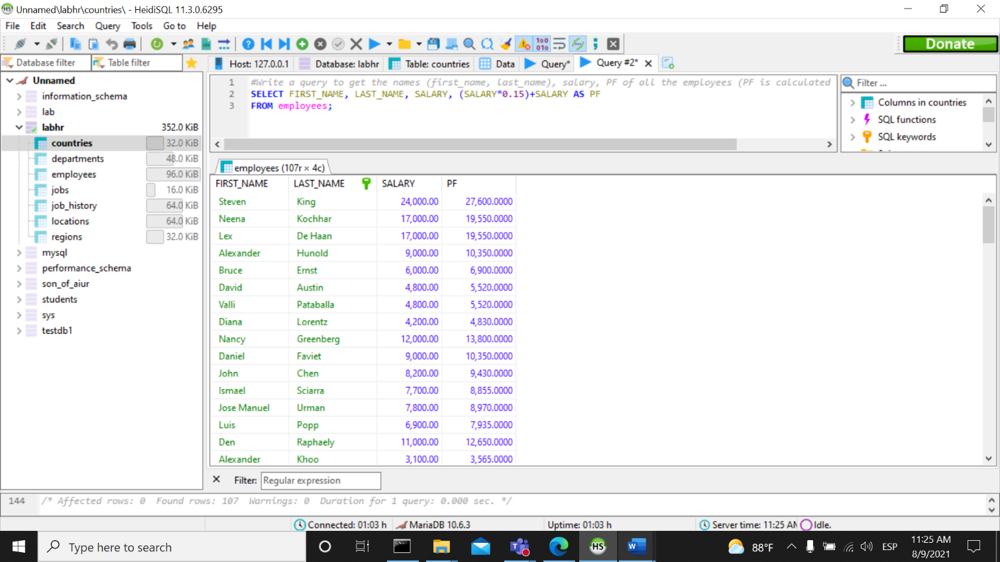 Unnamed\labhr\countries\ - HeidiSQL 11.3.0.6295
File Edit Search Query Tools Go to Help
Donate
Database filter Table filter
Host: 127.0.0.1 Database: labhr Table: countries Data Query* Query #2*
Unnamed
information_schema
lab
labhr 352.0 KiB
countries 32.0 KiB
departments 48.0 KiB
employees 96.0 KiB
jobs 16.0 KiB
job_history 64.0 KiB
locations 64.0 KiB
regions 32.0 KiB
mysql
performance_schema
son_of_aiur
students
sys
testdb1
1 #Write a query to get the names (first_name, last_name), salary, PF of all the employees (PF is calculated
2 SELECT FIRST_NAME, LAST_NAME, SALARY, (SALARY*0.15)+SALARY AS PF
3 FROM employees;
Filter ...
Columns in countries
SQL functions
SQL keywords
employees (107r × 4c)
FIRST_NAME LAST_NAME SALARY PF
Steven King 24,000.00 27,600.0000
Neena Kochhar 17,000.00 19,550.0000
Lex De Haan 17,000.00 19,550.0000
Alexander Hunold 9,000.00 10,350.0000
Bruce Ernst 6,000.00 6,900.0000
David Austin 4,800.00 5,520.0000
Valli Pataballa 4,800.00 5,520.0000
Diana Lorentz 4,200.00 4,830.0000
Nancy Greenberg 12,000.00 13,800.0000
Daniel Faviet 9,000.00 10,350.0000
John Chen 8,200.00 9,430.0000
Ismael Sciarra 7,700.00 8,855.0000
Jose Manuel Urman 7,800.00 8,970.0000
Luis Popp 6,900.00 7,935.0000
Den Raphaely 11,000.00 12,650.0000
Alexander Khoo 3,100.00 3,565.0000
Filter: Regular expression
144 /* Affected rows: 0 Found rows: 107 Warnings: 0 Duration for 1 query: 0.000 sec. */
Connected: 01:03 h MariaDB 10.6.3 Uptime: 01:03 h Server time: 11:25 AM Idle.
Type here to search
HS
88°F ESP
11:25 AM
8/9/2021